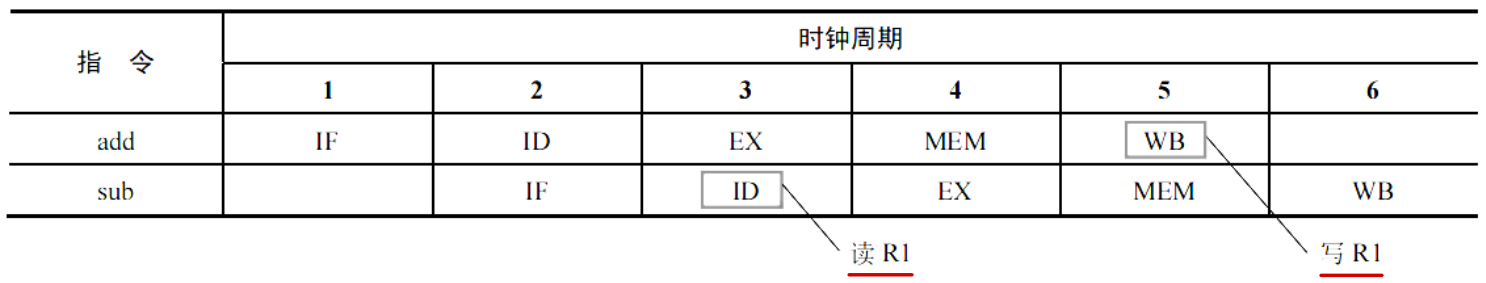 指 令 时钟周期
1 2 3 4 5 6
add IF ID EX MEM WB
sub IF ID EX MEM WB
读 R1 写 R1